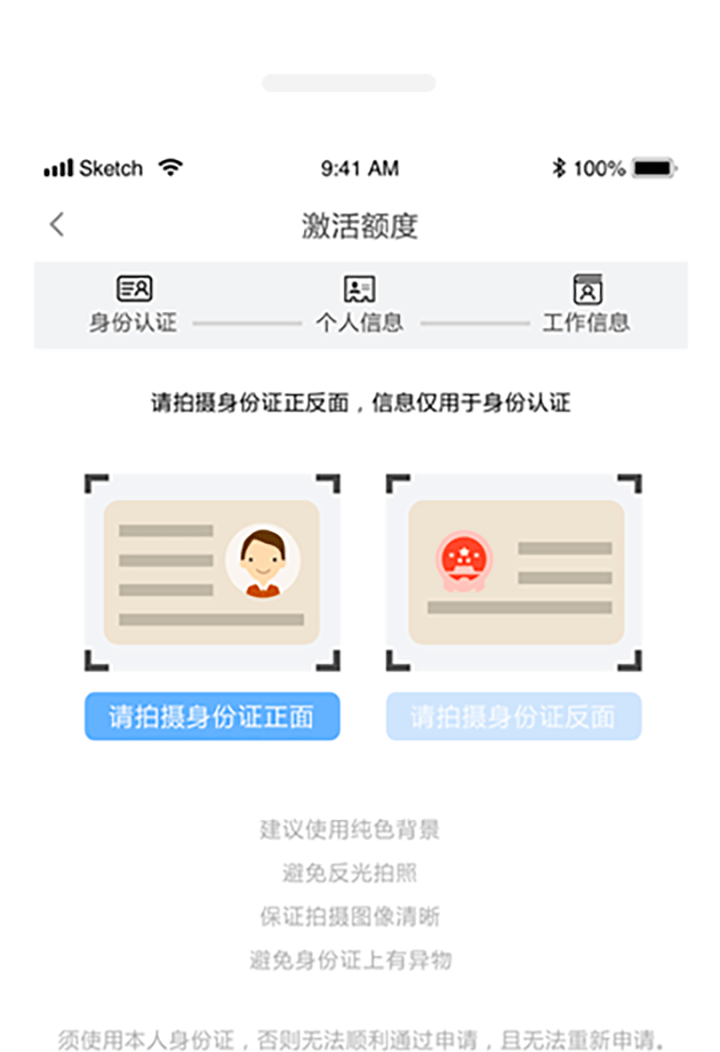 Sketch 9:41 AM 100%
激活额度
身份认证 个人信息 工作信息
请拍摄身份证正反面，信息仅用于身份认证
请拍摄身份证正面 请拍摄身份证反面
建议使用纯色背景
避免反光拍照
保证拍摄图像清晰
避免身份证上有异物
须使用本人身份证，否则无法顺利通过申请，且无法重新申请。